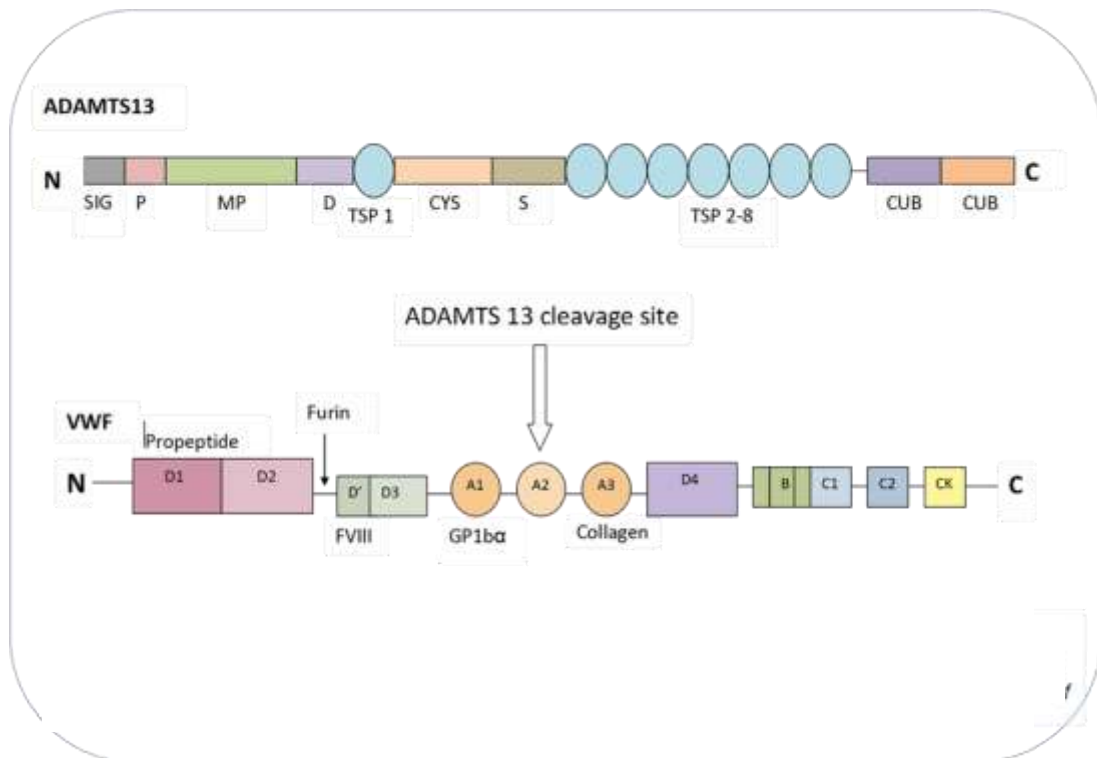 ADAMTS13
N C
SIG P MP D TSP 1 CYS S TSP 2-8 CUB CUB
ADAMTS 13 cleavage site
VWF
Furin
Propeptide
N D1 D2 D' D3 A1 A2 A3 D4 B C1 C2 CK C
FVIII GP1bα Collagen